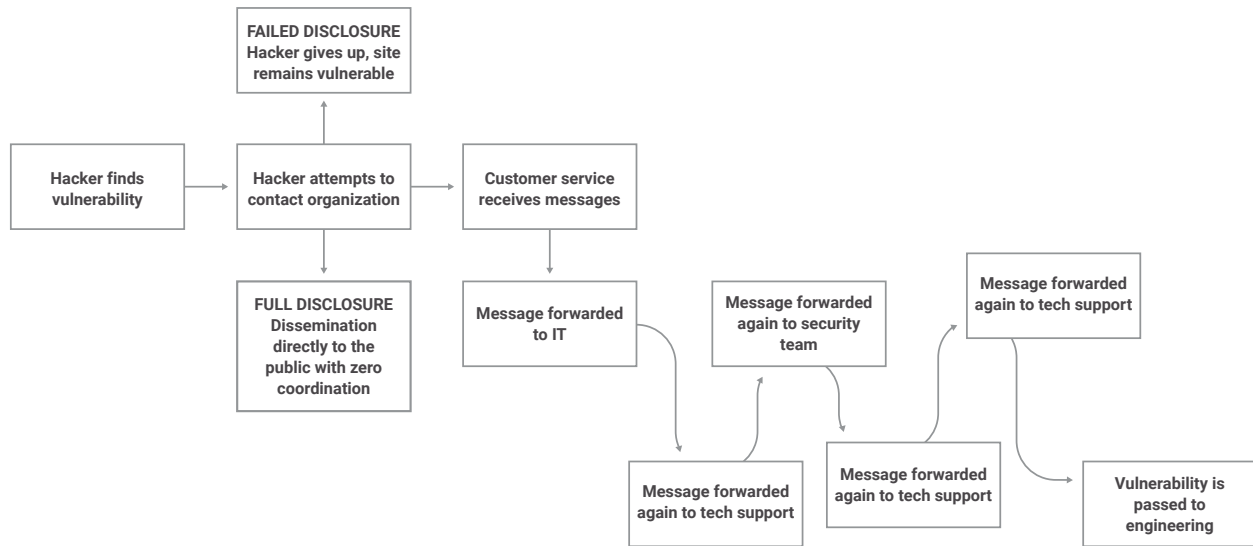 FAILED DISCLOSURE
Hacker gives up, site
remains vulnerable
Hacker finds
vulnerability
Hacker attempts to
contact organization
Customer service
receives messages
FULL DISCLOSURE
Dissemination
directly to the
public with zero
coordination
Message forwarded
to IT
Message forwarded
again to tech support
Message forwarded
again to security
team
Message forwarded
again to tech support
Message forwarded
again to tech support
Vulnerability is
passed to
engineering